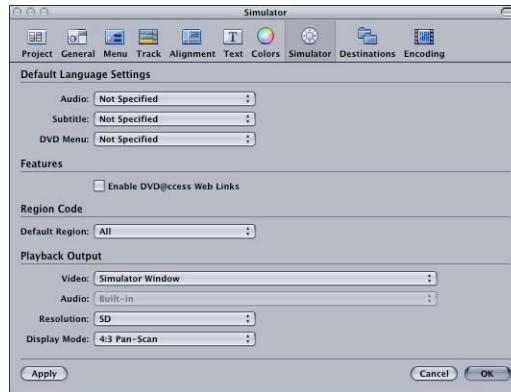 Simulator
Project General Menu Track Alignment Text Colors Simulator Destinations Encoding
Default Language Settings
Audio: Not Specified
Subtitle: Not Specified
DVD Menu: Not Specified
Features
Enable DVD@ccess Web Links
Region Code
Default Region: All
Playback Output
Video: Simulator Window
Audio: Built-in
Resolution: SD
Display Mode: 4:3 Pan-Scan
Apply Cancel OK